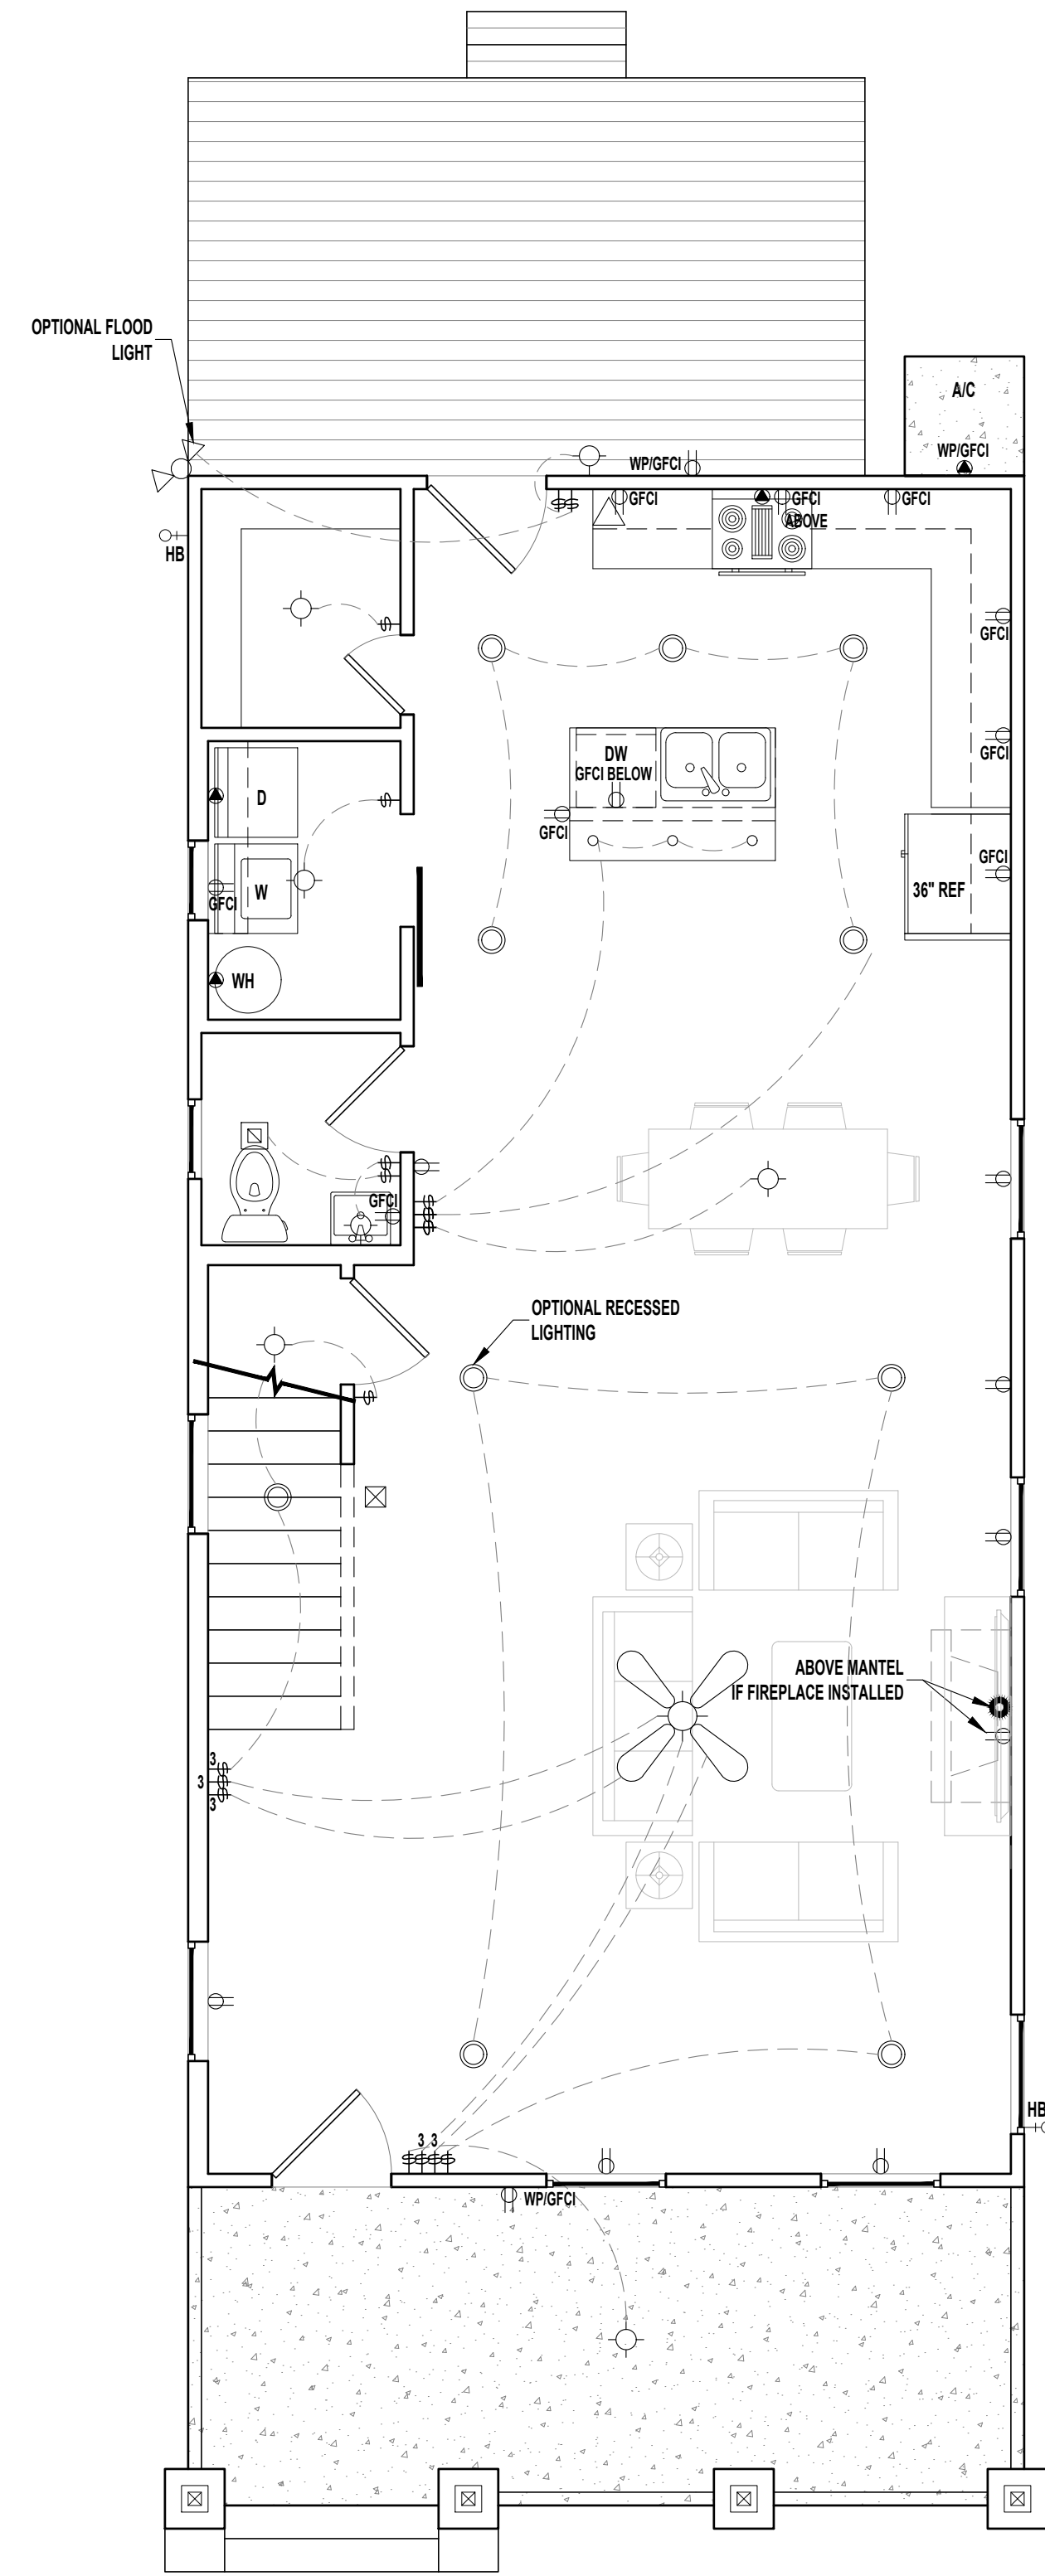 OPTIONAL FLOOD
LIGHT
A/C
WP/GFCI
WP/GFCI
GFCI
GFCI
ABOVE
GFCI
HB
GFCI
GFCI
DW
GFCI BELOW
GFCI
D
GFCI
36" REF
W
GFCI
WH
GFCI
OPTIONAL RECESSED
LIGHTING
ABOVE MANTEL
IF FIREPLACE INSTALLED
3
3
3
HB
3 3
WP/GFCI